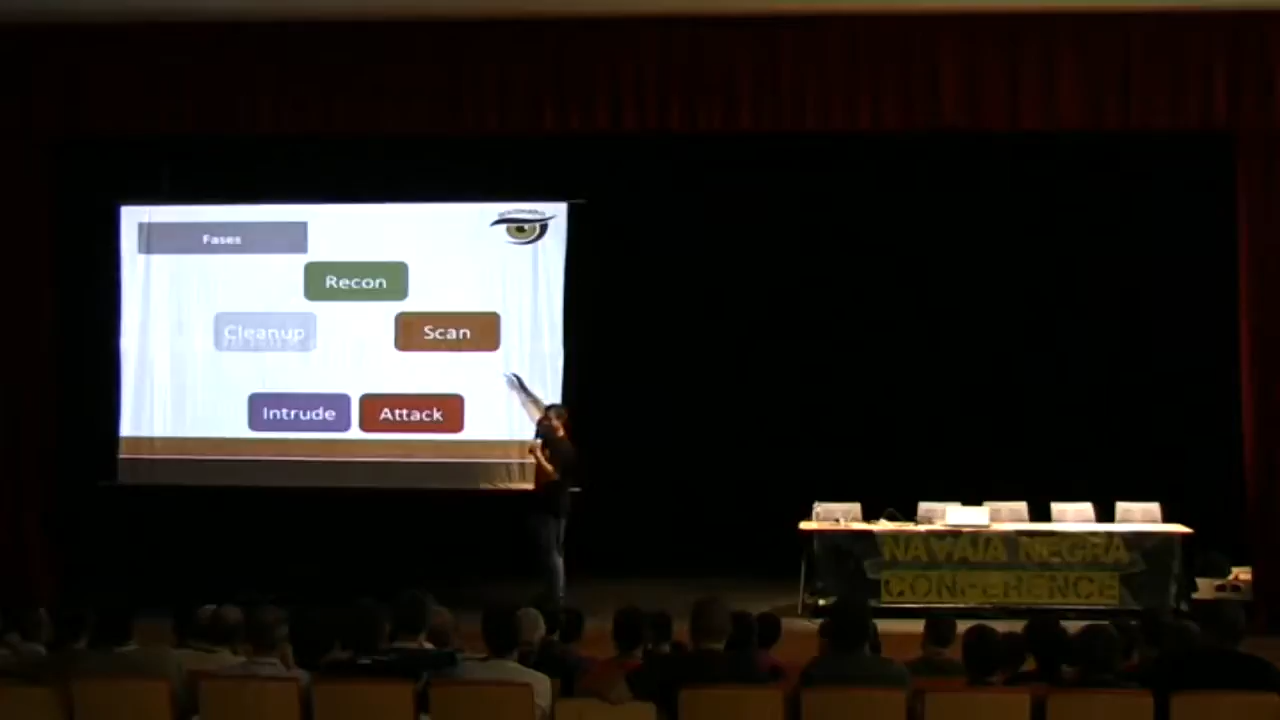 Fases
Recon
Cleanup
Scan
Intrude
Attack
NAVAJA NEGRA
CONFERENCE